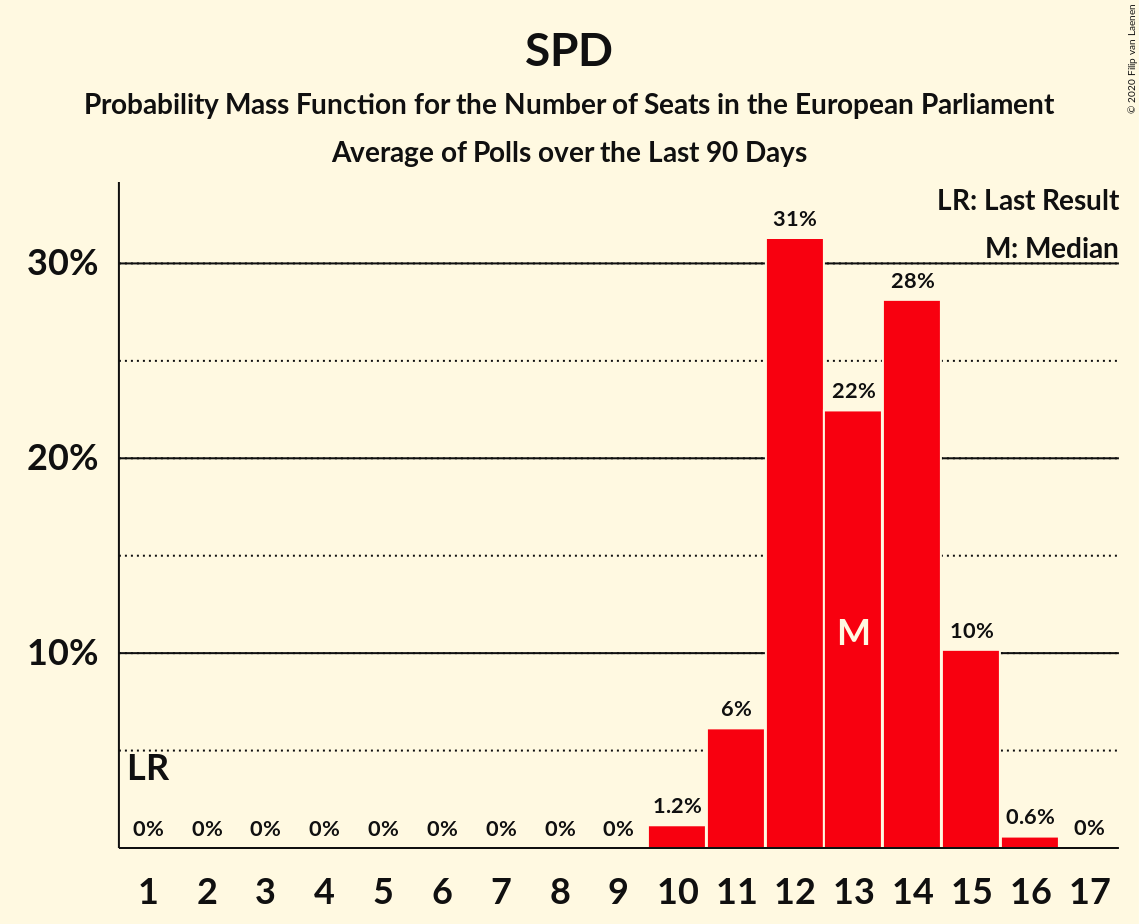 SPD
Probability Mass Function for the Number of Seats in the European Parliament
Average of Polls over the Last 90 Days
© 2020 Filip van Laenen
LR: Last Result
M: Median
30%
20%
10%
31%
28%
22%
10%
6%
1.2%
0.6%
0% 0% 0% 0% 0% 0% 0% 0% 0% 0%
LR
M
1 2 3 4 5 6 7 8 9 10 11 12 13 14 15 16 17